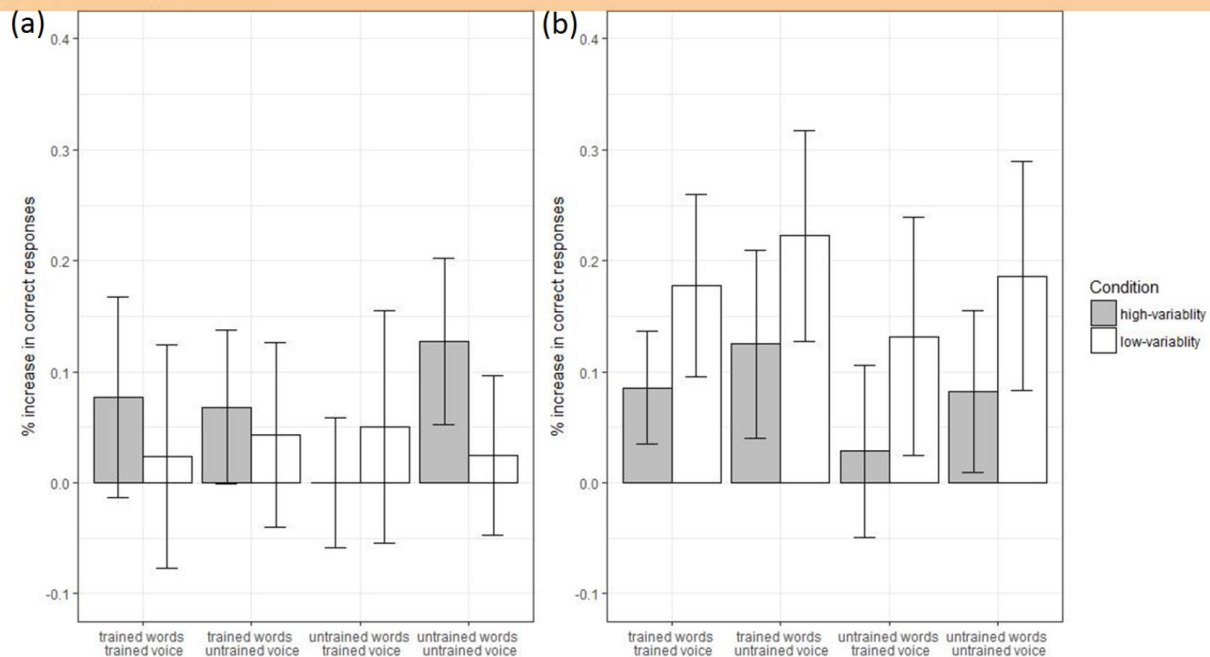 (a)
0.4
0.3
0.2
0.1
0.0
-0.1
% increase in correct responses
trained words
trained voice
trained words
untrained voice
untrained words
trained voice
untrained words
untrained voice
(b)
0.4
0.3
0.2
0.1
0.0
-0.1
% increase in correct responses
trained words
trained voice
trained words
untrained voice
untrained words
trained voice
untrained words
untrained voice
Condition
high-variablity
low-variablity